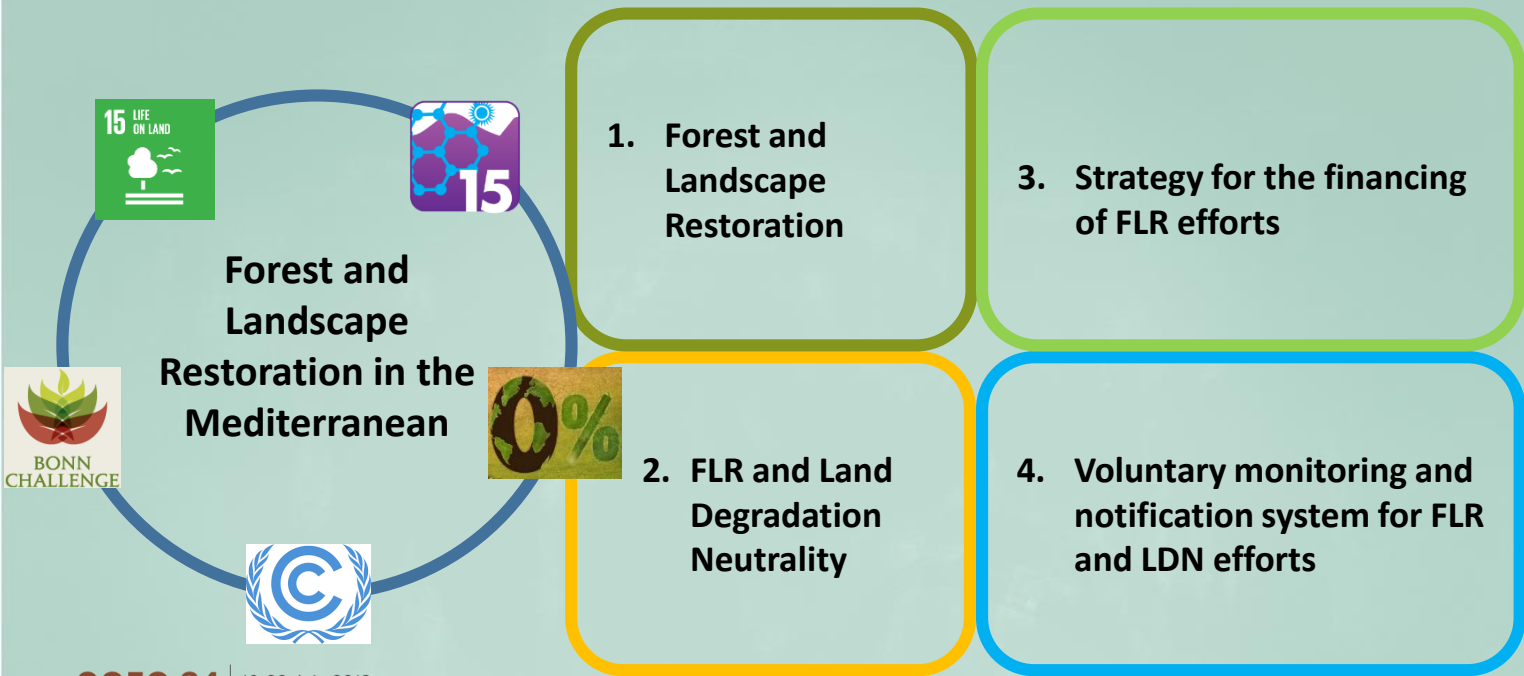 15 LIFE
ON LAND
15
Forest and
Landscape
Restoration in the
Mediterranean
BONN
CHALLENGE
0%
1. Forest and
Landscape
Restoration
2. FLR and Land
Degradation
Neutrality
3. Strategy for the financing
of FLR efforts
4. Voluntary monitoring and
notification system for FLR
and LDN efforts